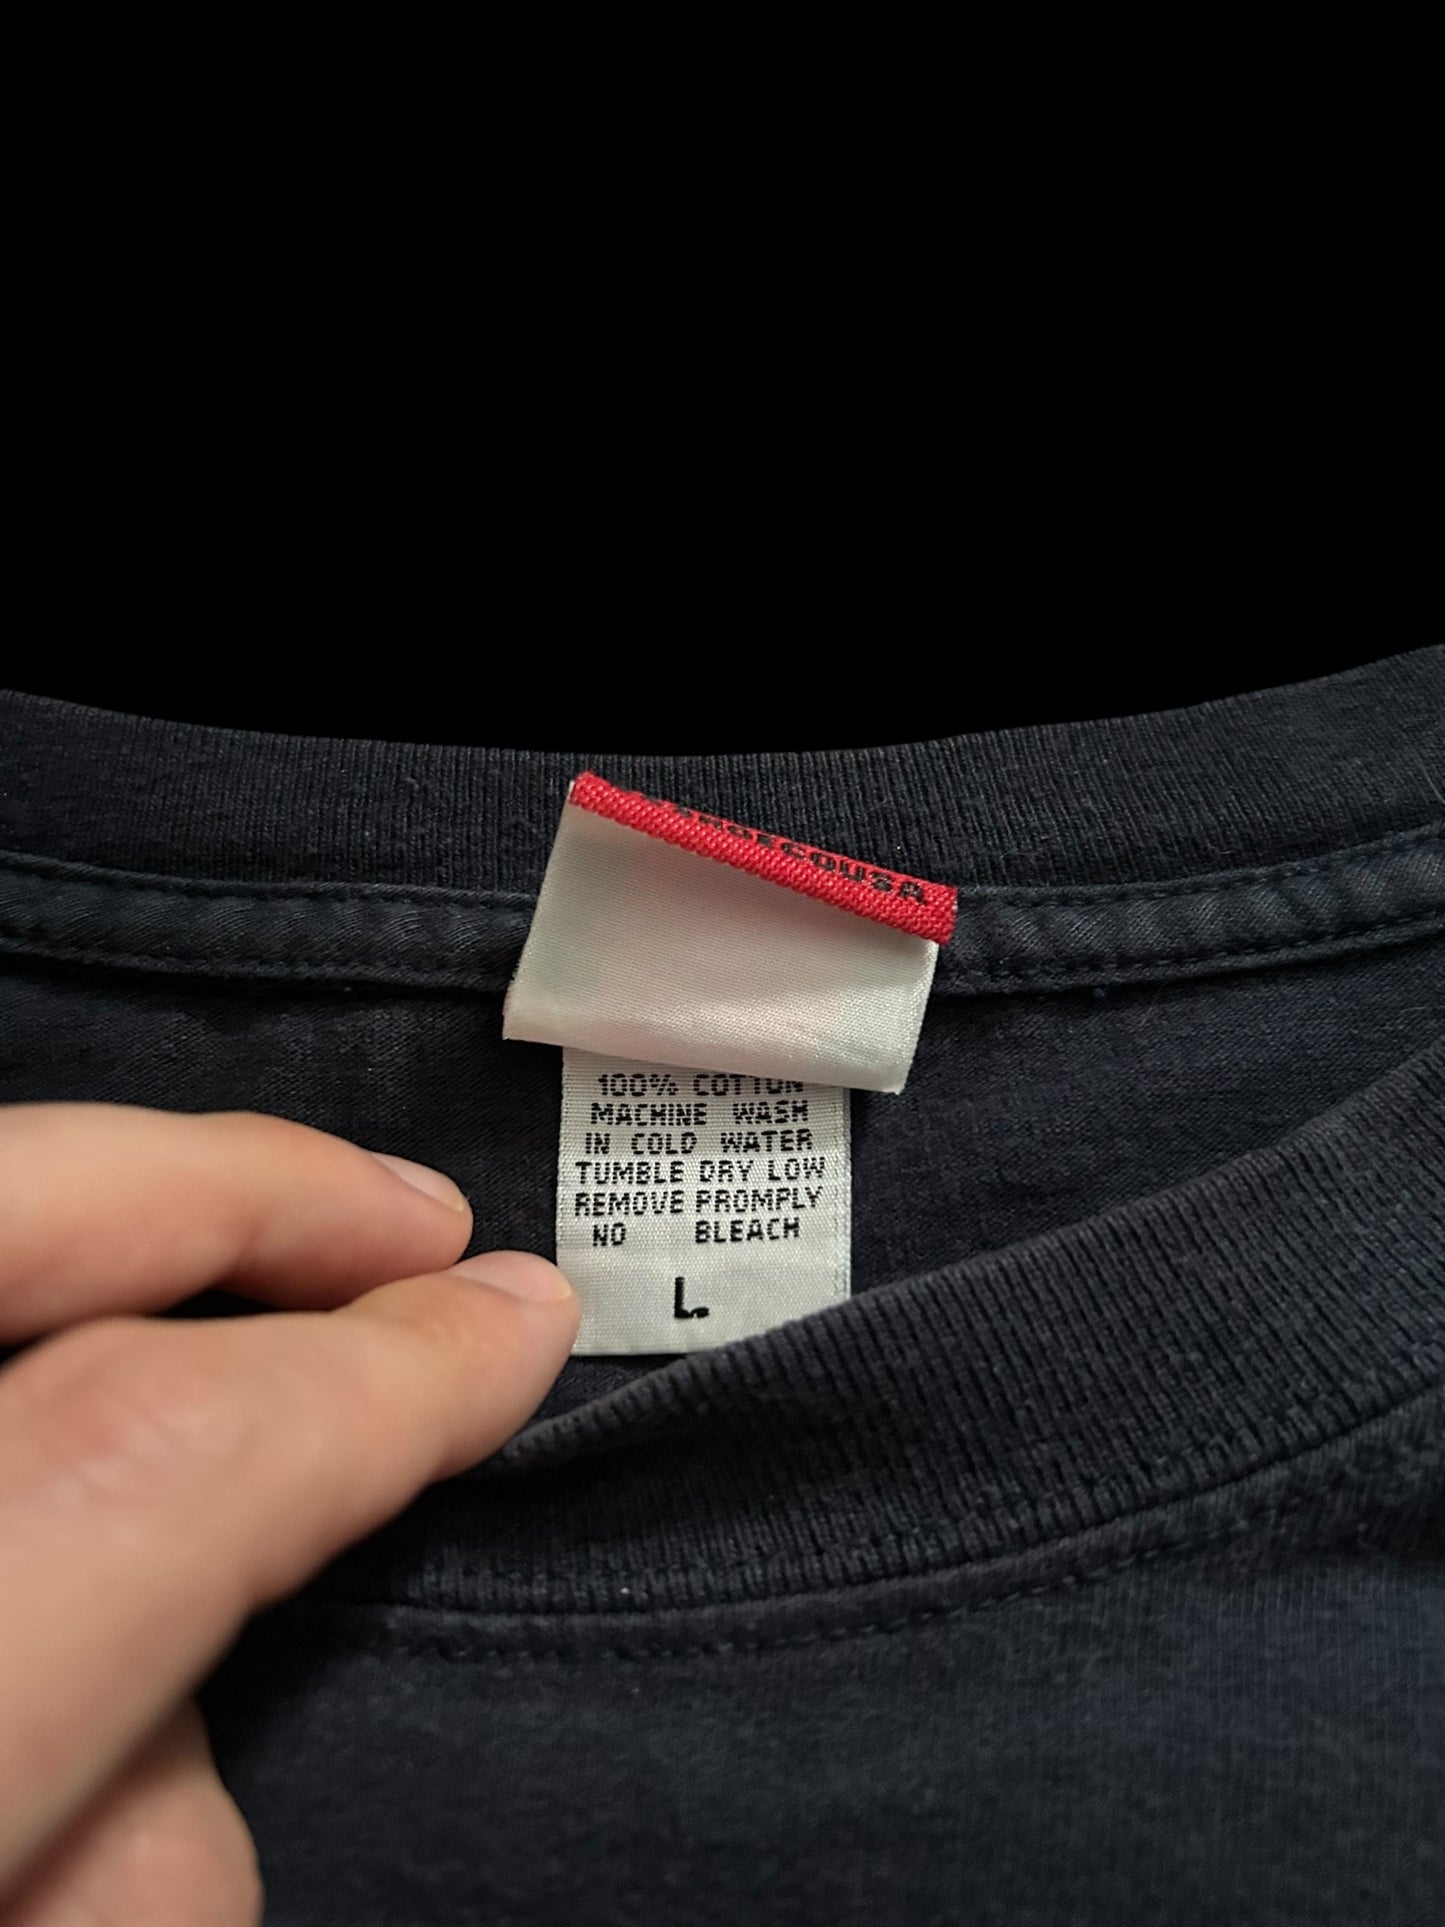 100% COTTON
MACHINE WASH
IN COLD WATER
TUMBLE DRY LOW
REMOVE PROMPLY
NO BLEACH
L